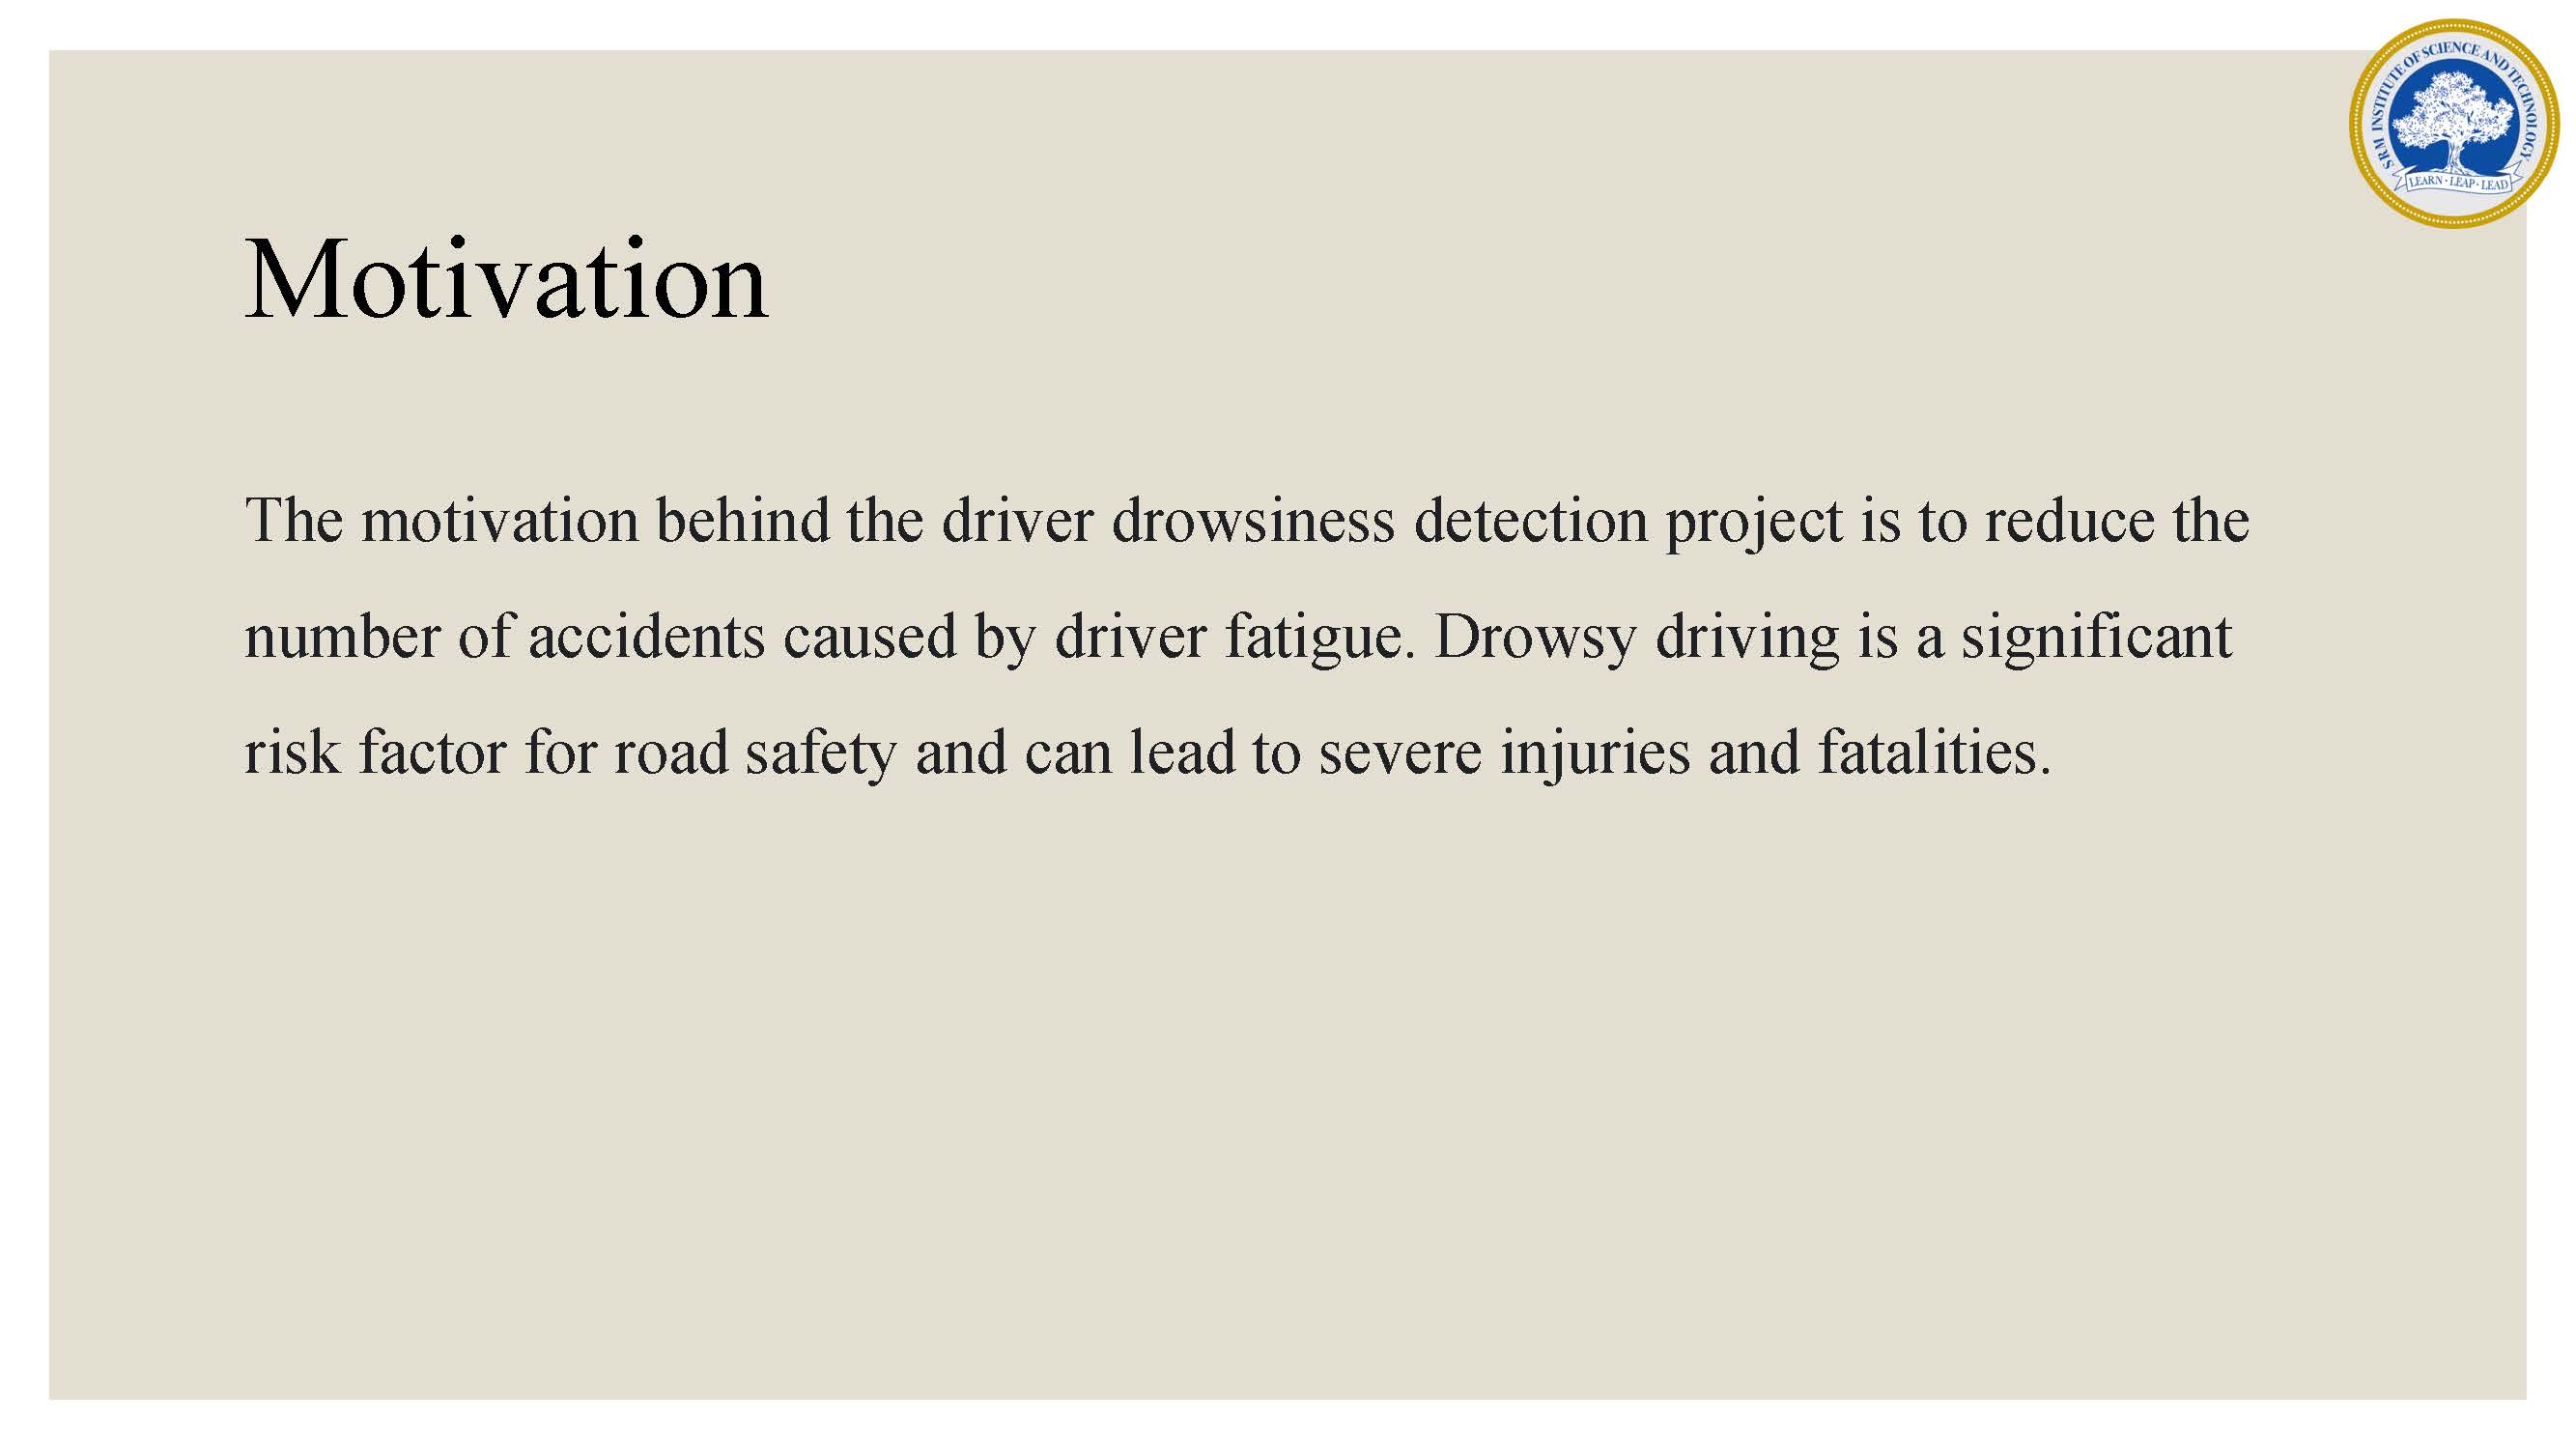 SRM INSTITUTE OF SCIENCE AND TECHNOLOGY
LEARN · LEAP · LEAD
Motivation
The motivation behind the driver drowsiness detection project is to reduce the
number of accidents caused by driver fatigue. Drowsy driving is a significant
risk factor for road safety and can lead to severe injuries and fatalities.